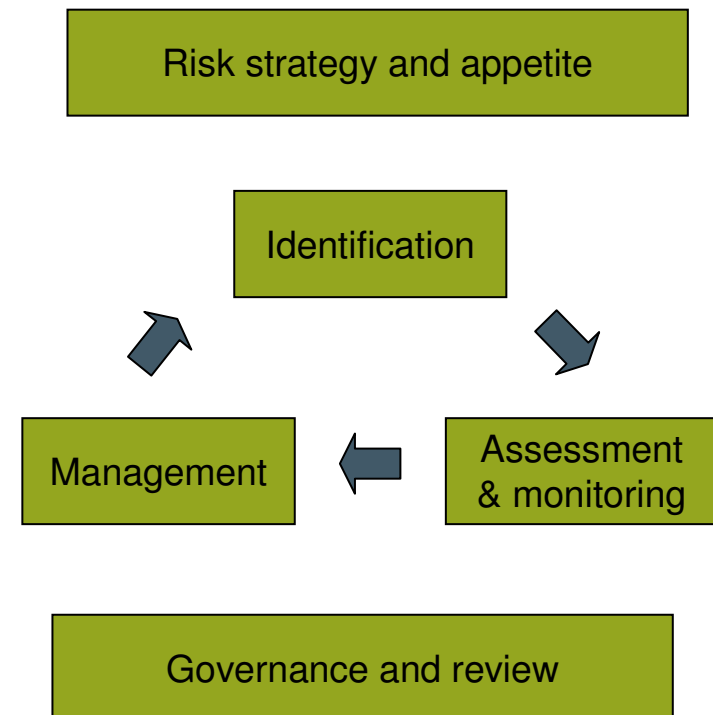 Risk strategy and appetite
Identification
Management
Assessment
& monitoring
Governance and review